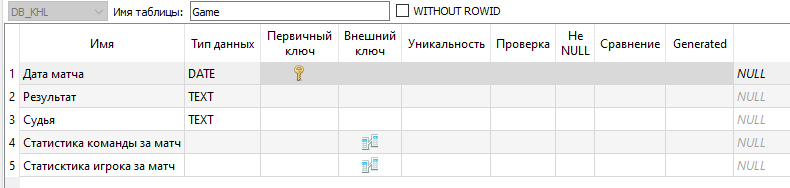 DB_KHL Имя таблицы: Game WITHOUT ROWID
Имя Тип данных Первичный ключ Внешний ключ Уникальность Проверка Не NULL Сравнение Generated
1 Дата матча DATE NULL
2 Результат TEXT NULL
3 Судья TEXT NULL
4 Статистика команды за матч NULL
5 Статисктика игрока за матч NULL